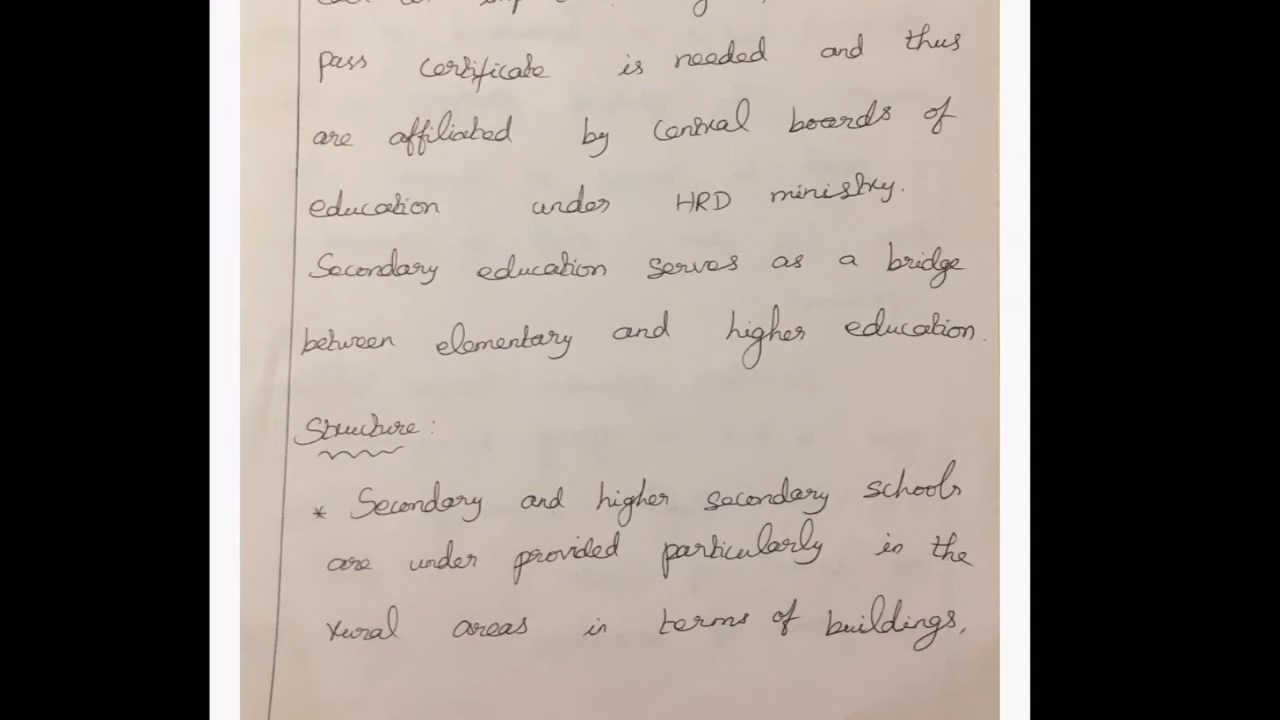 pass certificate is needed and thus
are affiliated by central boards of
education under HRD ministry.
Secondary education serves as a bridge
between elementary and higher education.
Structure:
* Secondary and higher secondary schools
are under provided particularly in the
rural areas in terms of buildings,